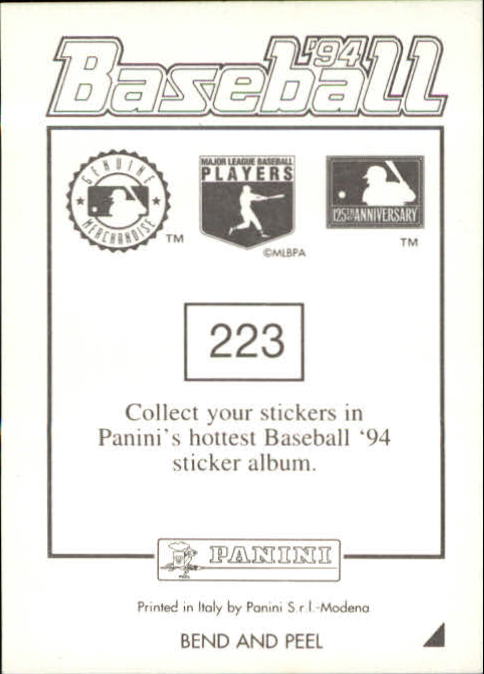 Baseball '94
GENUINE MERCHANDISE
TM
MAJOR LEAGUE BASEBALL
PLAYERS
©MLBPA
125TH ANNIVERSARY
TM
223
Collect your stickers in
Panini's hottest Baseball '94
sticker album.
PANINI
Printed in Italy by Panini S.r.l.-Modena
BEND AND PEEL